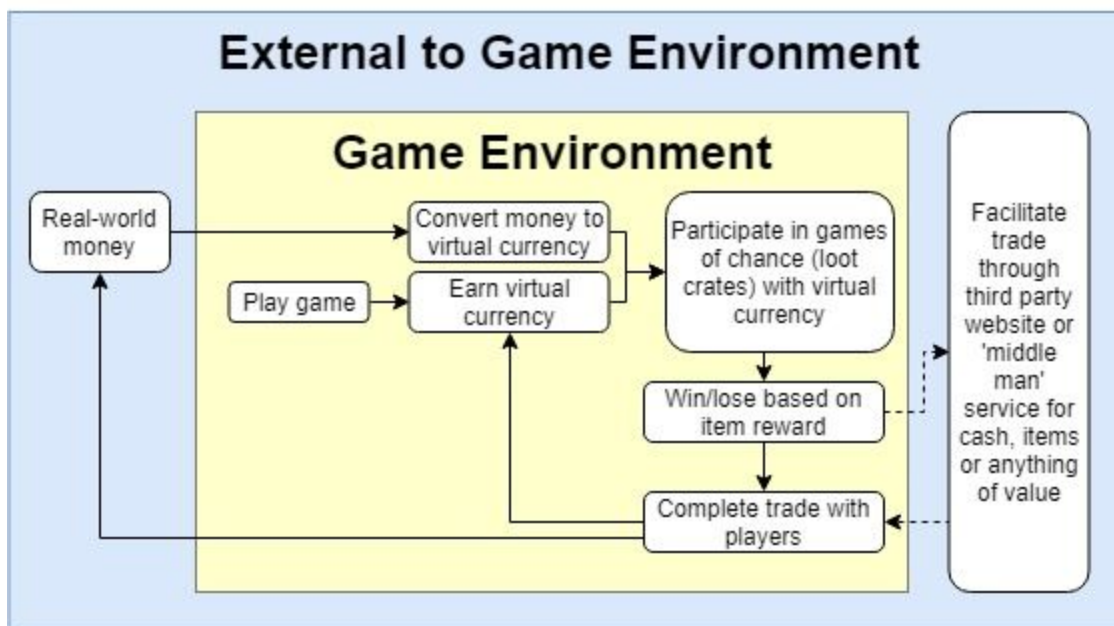 External to Game Environment
Game Environment
Real-world
money
Convert money to
virtual currency
Play game
Earn virtual
currency
Participate in games
of chance (loot
crates) with virtual
currency
Win/lose based on
item reward
Complete trade with
players
Facilitate
trade
through
third party
website or
'middle
man'
service for
cash, items
or anything
of value